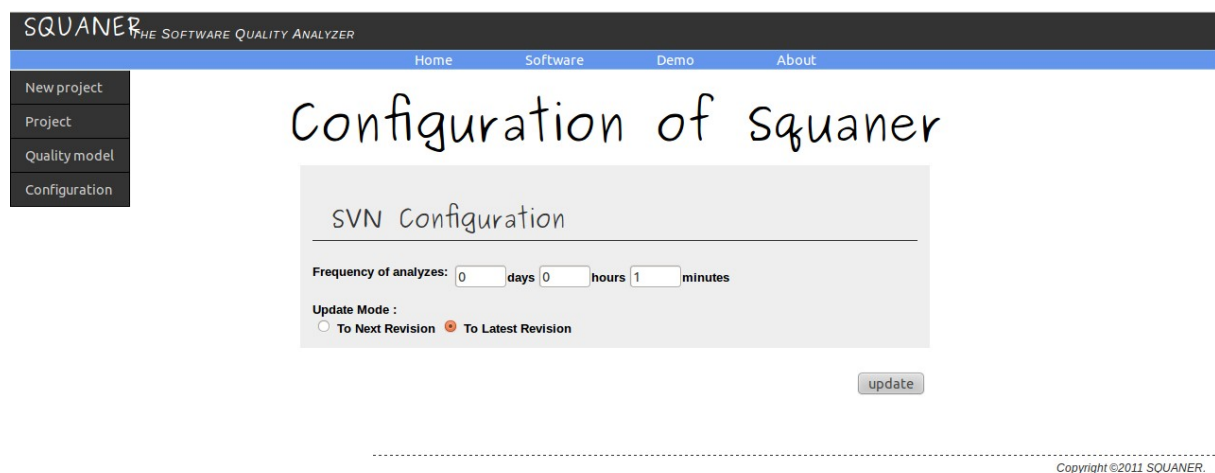 SQUANER THE SOFTWARE QUALITY ANALYZER
Home Software Demo About
New project
Project
Quality model
Configuration
Configuration of Squaner
SVN Configuration
Frequency of analyzes: 0 days 0 hours 1 minutes
Update Mode :
To Next Revision To Latest Revision
update
Copyright ©2011 SQUANER.